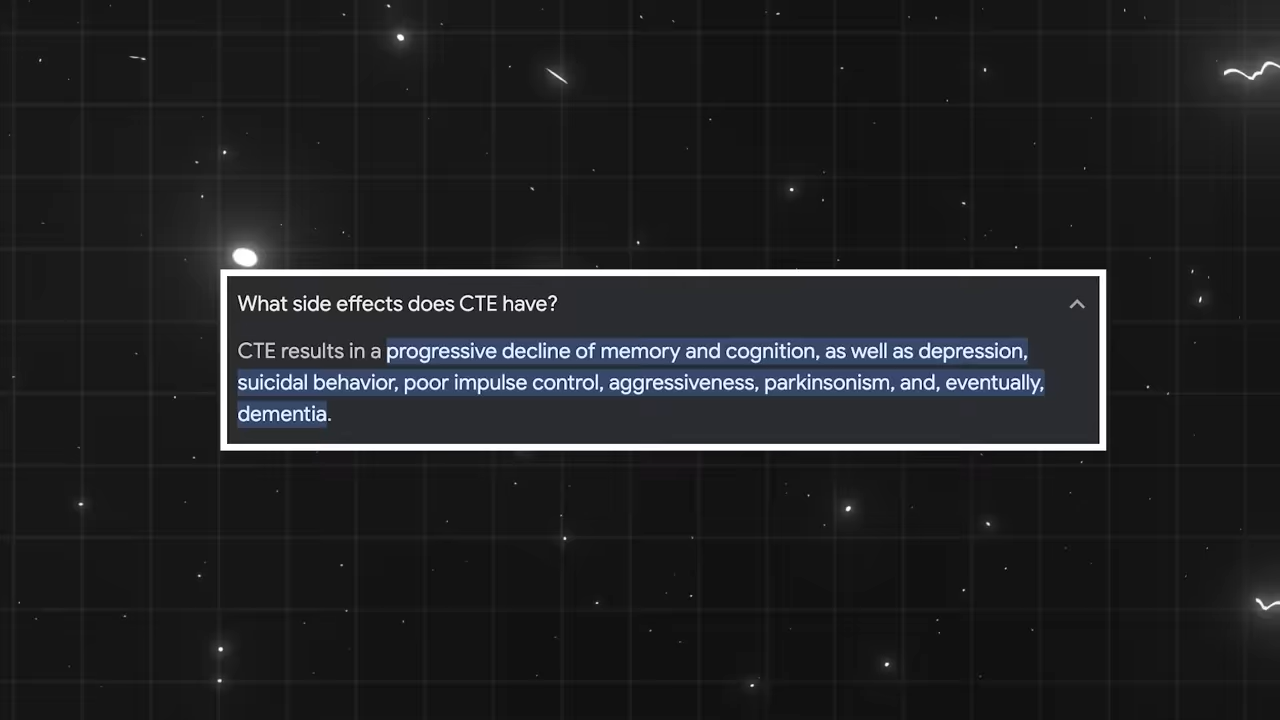 What side effects does CTE have?
CTE results in a progressive decline of memory and cognition, as well as depression,
suicidal behavior, poor impulse control, aggressiveness, parkinsonism, and, eventually,
dementia.